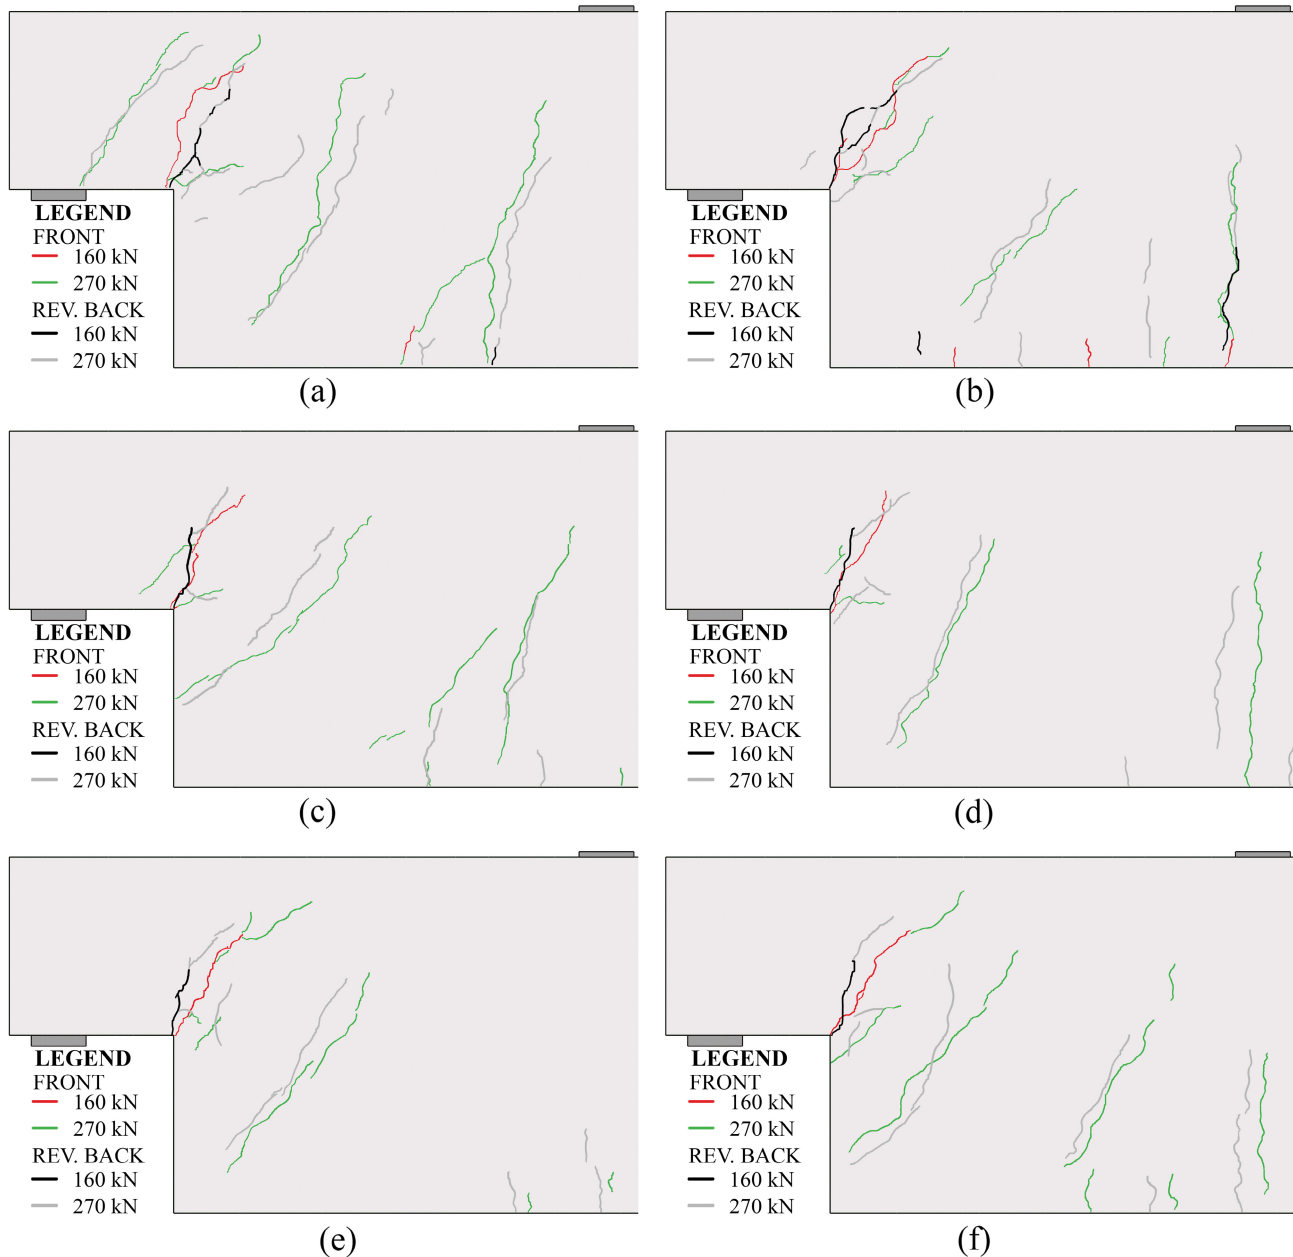 LEGEND
FRONT
160 kN
270 kN
REV. BACK
160 kN
270 kN
(a)
LEGEND
FRONT
160 kN
270 kN
REV. BACK
160 kN
270 kN
(b)
LEGEND
FRONT
160 kN
270 kN
REV. BACK
160 kN
270 kN
(c)
LEGEND
FRONT
160 kN
270 kN
REV. BACK
160 kN
270 kN
(d)
LEGEND
FRONT
160 kN
270 kN
REV. BACK
160 kN
270 kN
(e)
LEGEND
FRONT
160 kN
270 kN
REV. BACK
160 kN
270 kN
(f)